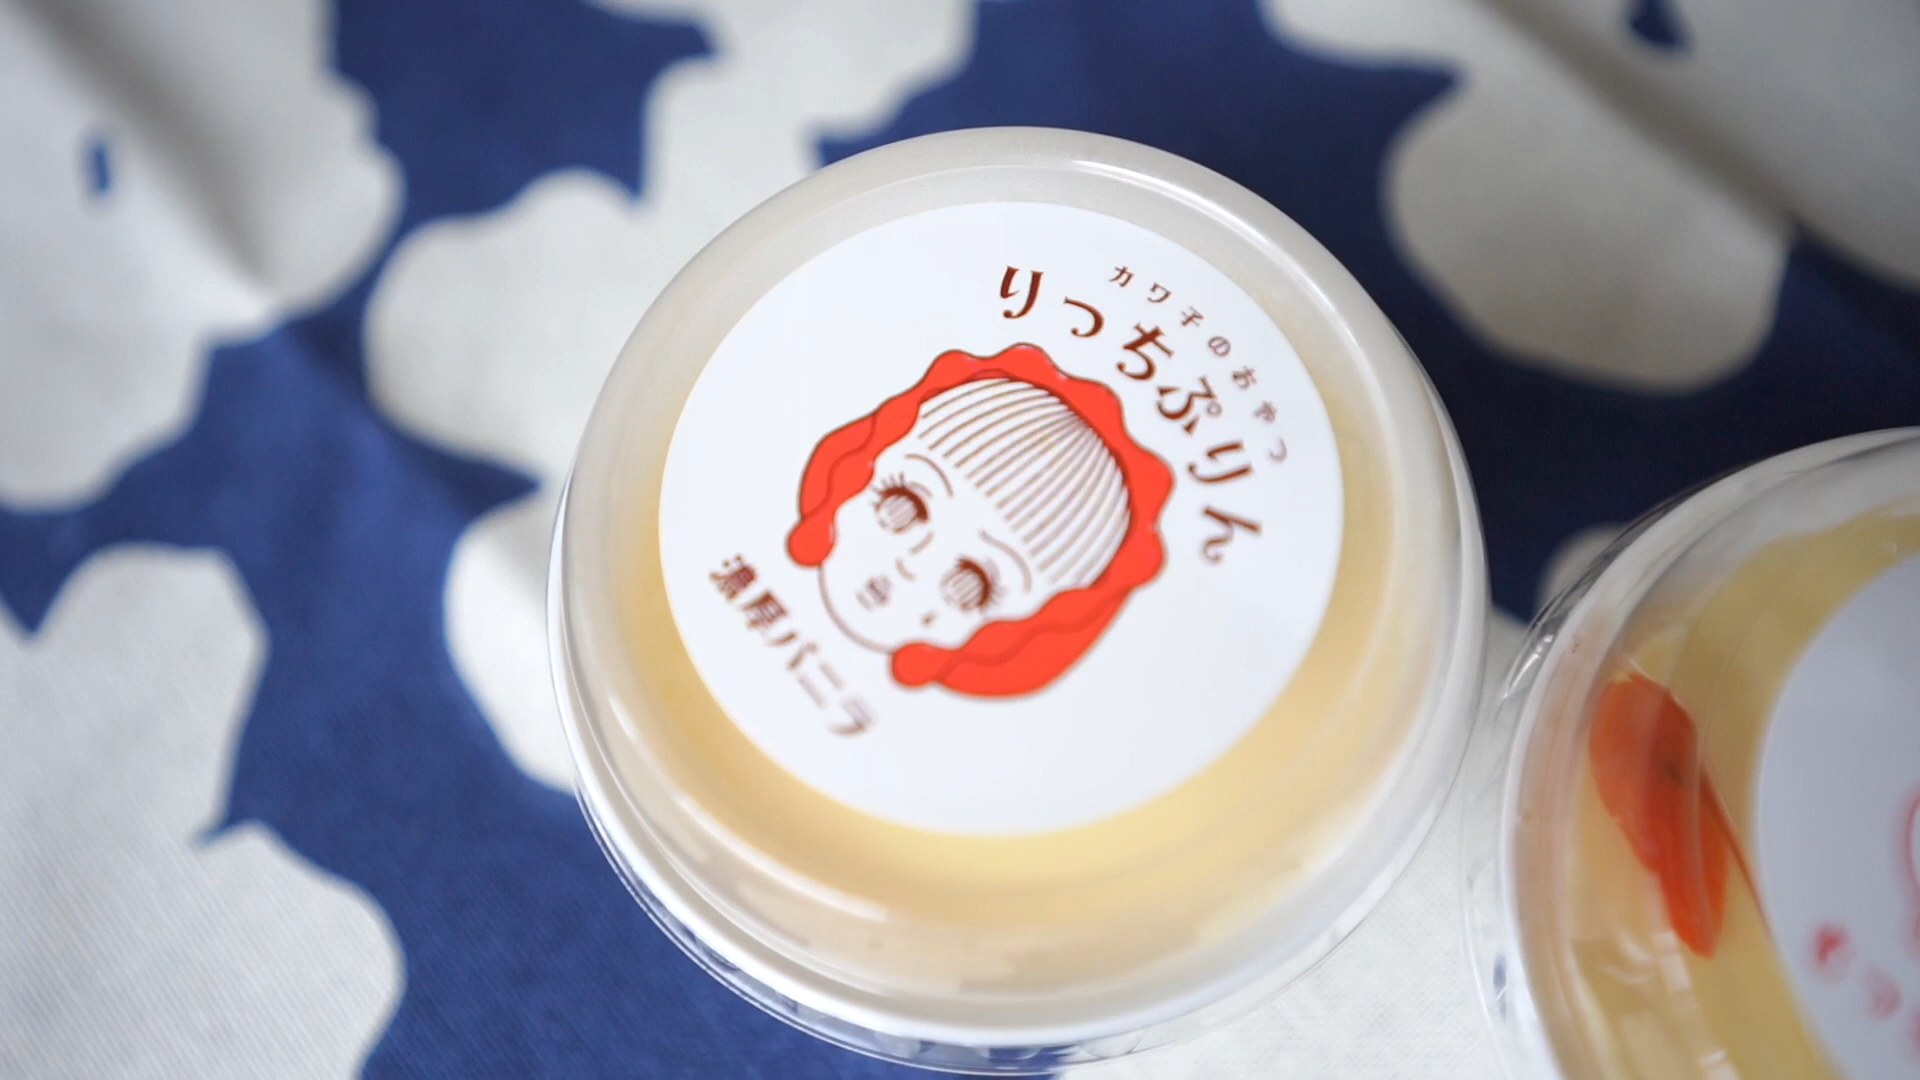 カワ子のおやつ
りっちぷりん
濃厚バニラ